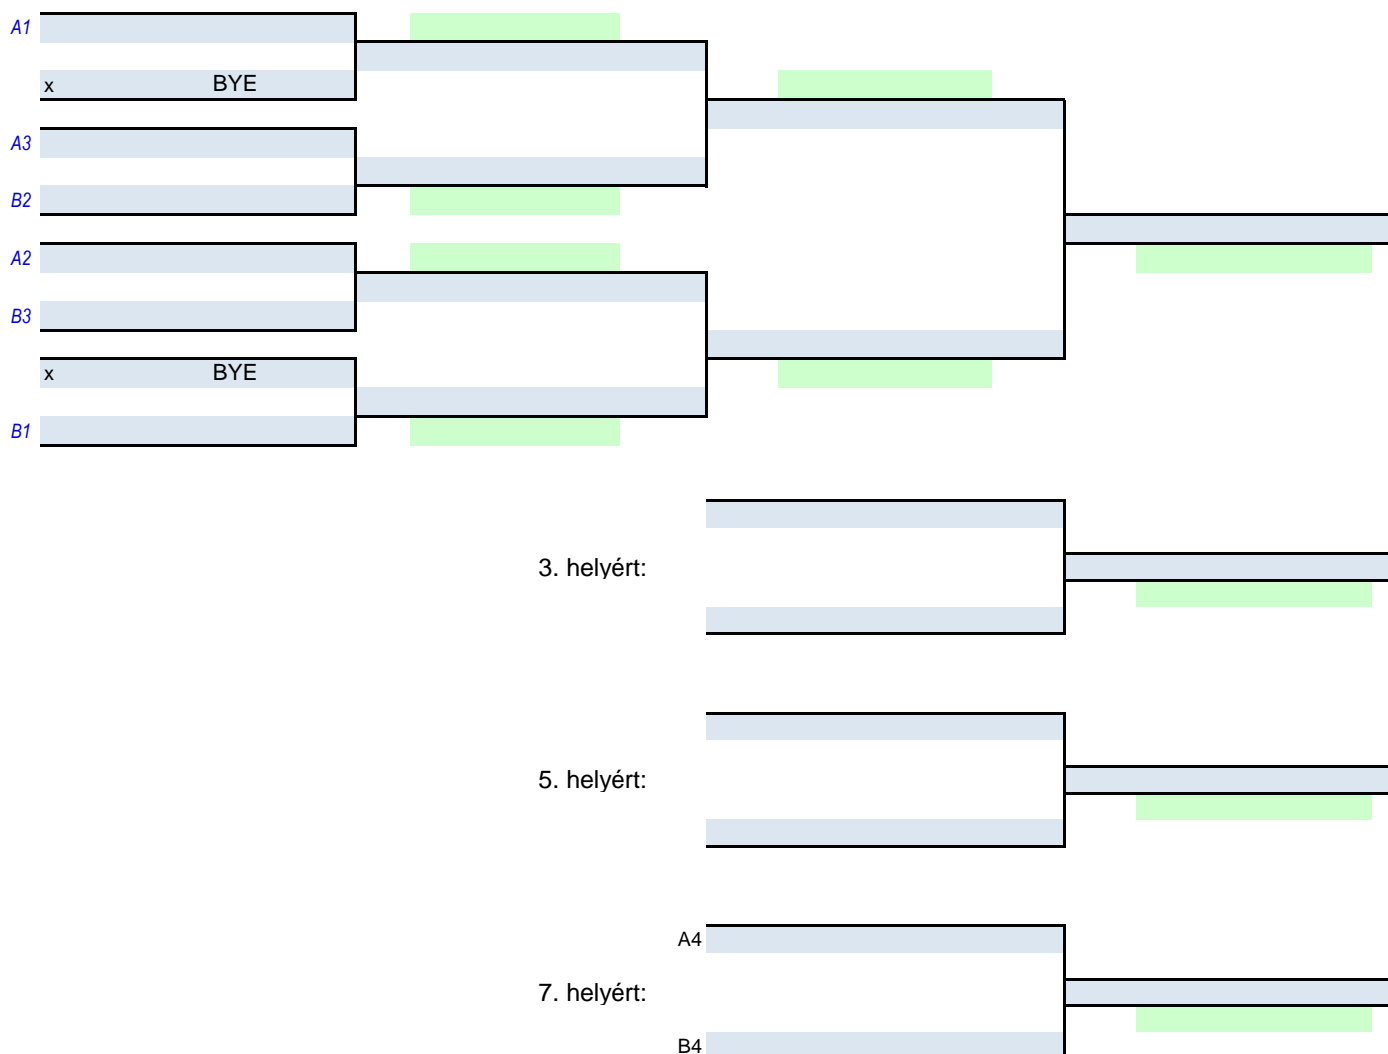 A1
x BYE
A3
B2
A2
B3
x BYE
B1
3. helyért:
5. helyért:
A4
7. helyért:
B4